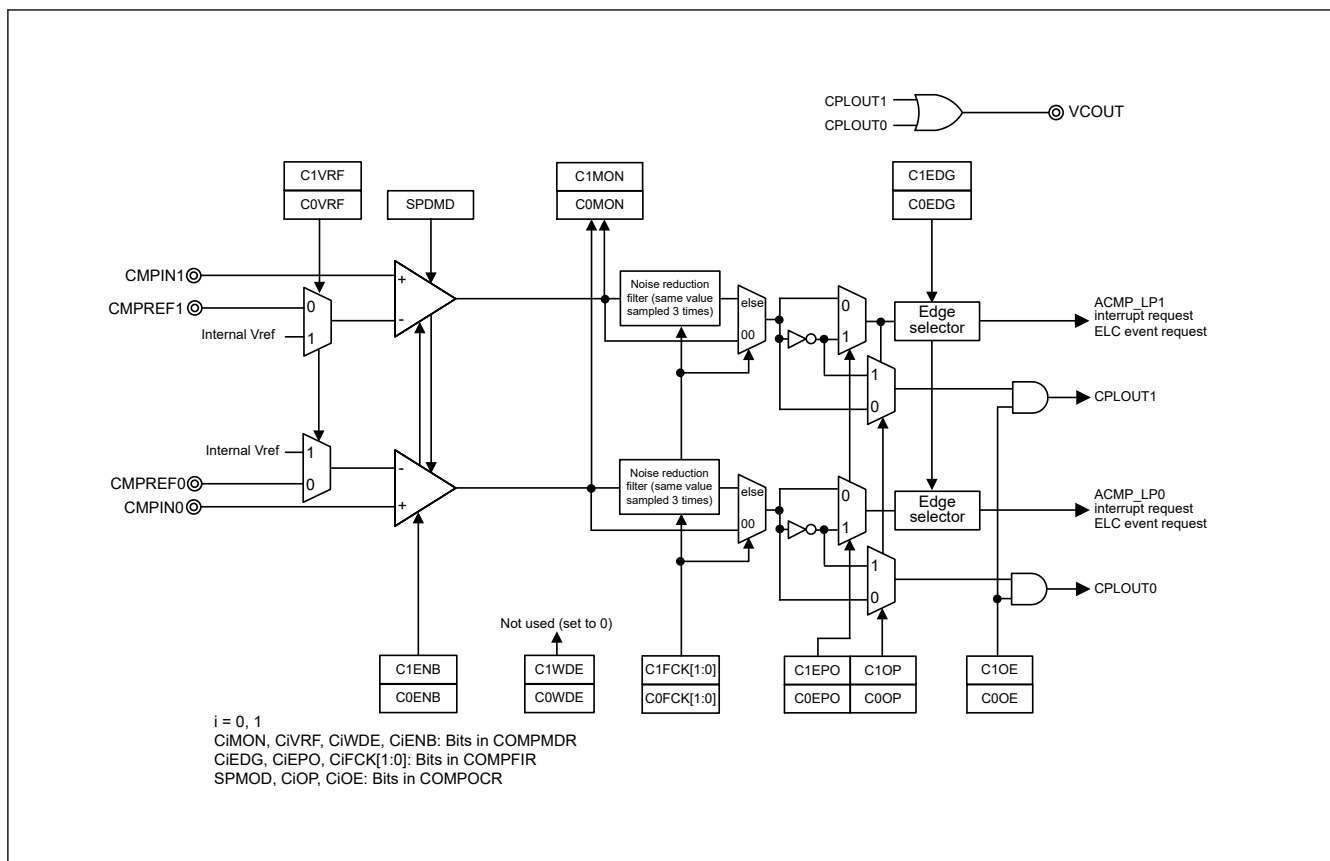 CPLOUT1
CPLOUT0
VCOUT
C1VRF
C0VRF
SPDMD
C1MON
C0MON
C1EDG
C0EDG
CMPIN1
+
CMPREF1
0
-
Internal Vref
1
Noise reduction
filter (same value
sampled 3 times)
else
00
0
1
Edge
selector
ACMP_LP1
interrupt request
ELC event request
1
0
CPLOUT1
Internal Vref
1
-
CMPREF0
0
CMPIN0
+
Noise reduction
filter (same value
sampled 3 times)
else
00
0
1
Edge
selector
ACMP_LP0
interrupt request
ELC event request
1
0
CPLOUT0
Not used (set to 0)
C1ENB
C0ENB
C1WDE
C0WDE
C1FCK[1:0]
C0FCK[1:0]
C1EPO
C0EPO
C1OP
C0OP
C1OE
C0OE
i = 0, 1
CiMON, CiVRF, CiWDE, CiENB: Bits in COMPMDR
CiEDG, CiEPO, CiFCK[1:0]: Bits in COMPFIR
SPMOD, CiOP, CiOE: Bits in COMPOCR